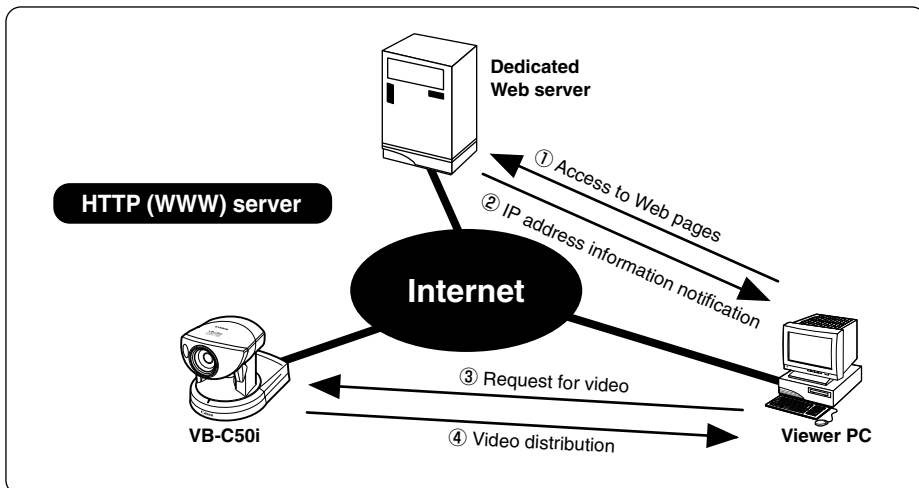 Dedicated
Web server
① Access to Web pages
② IP address information notification
HTTP (WWW) server
Internet
③ Request for video
④ Video distribution
VB-C50i
Viewer PC